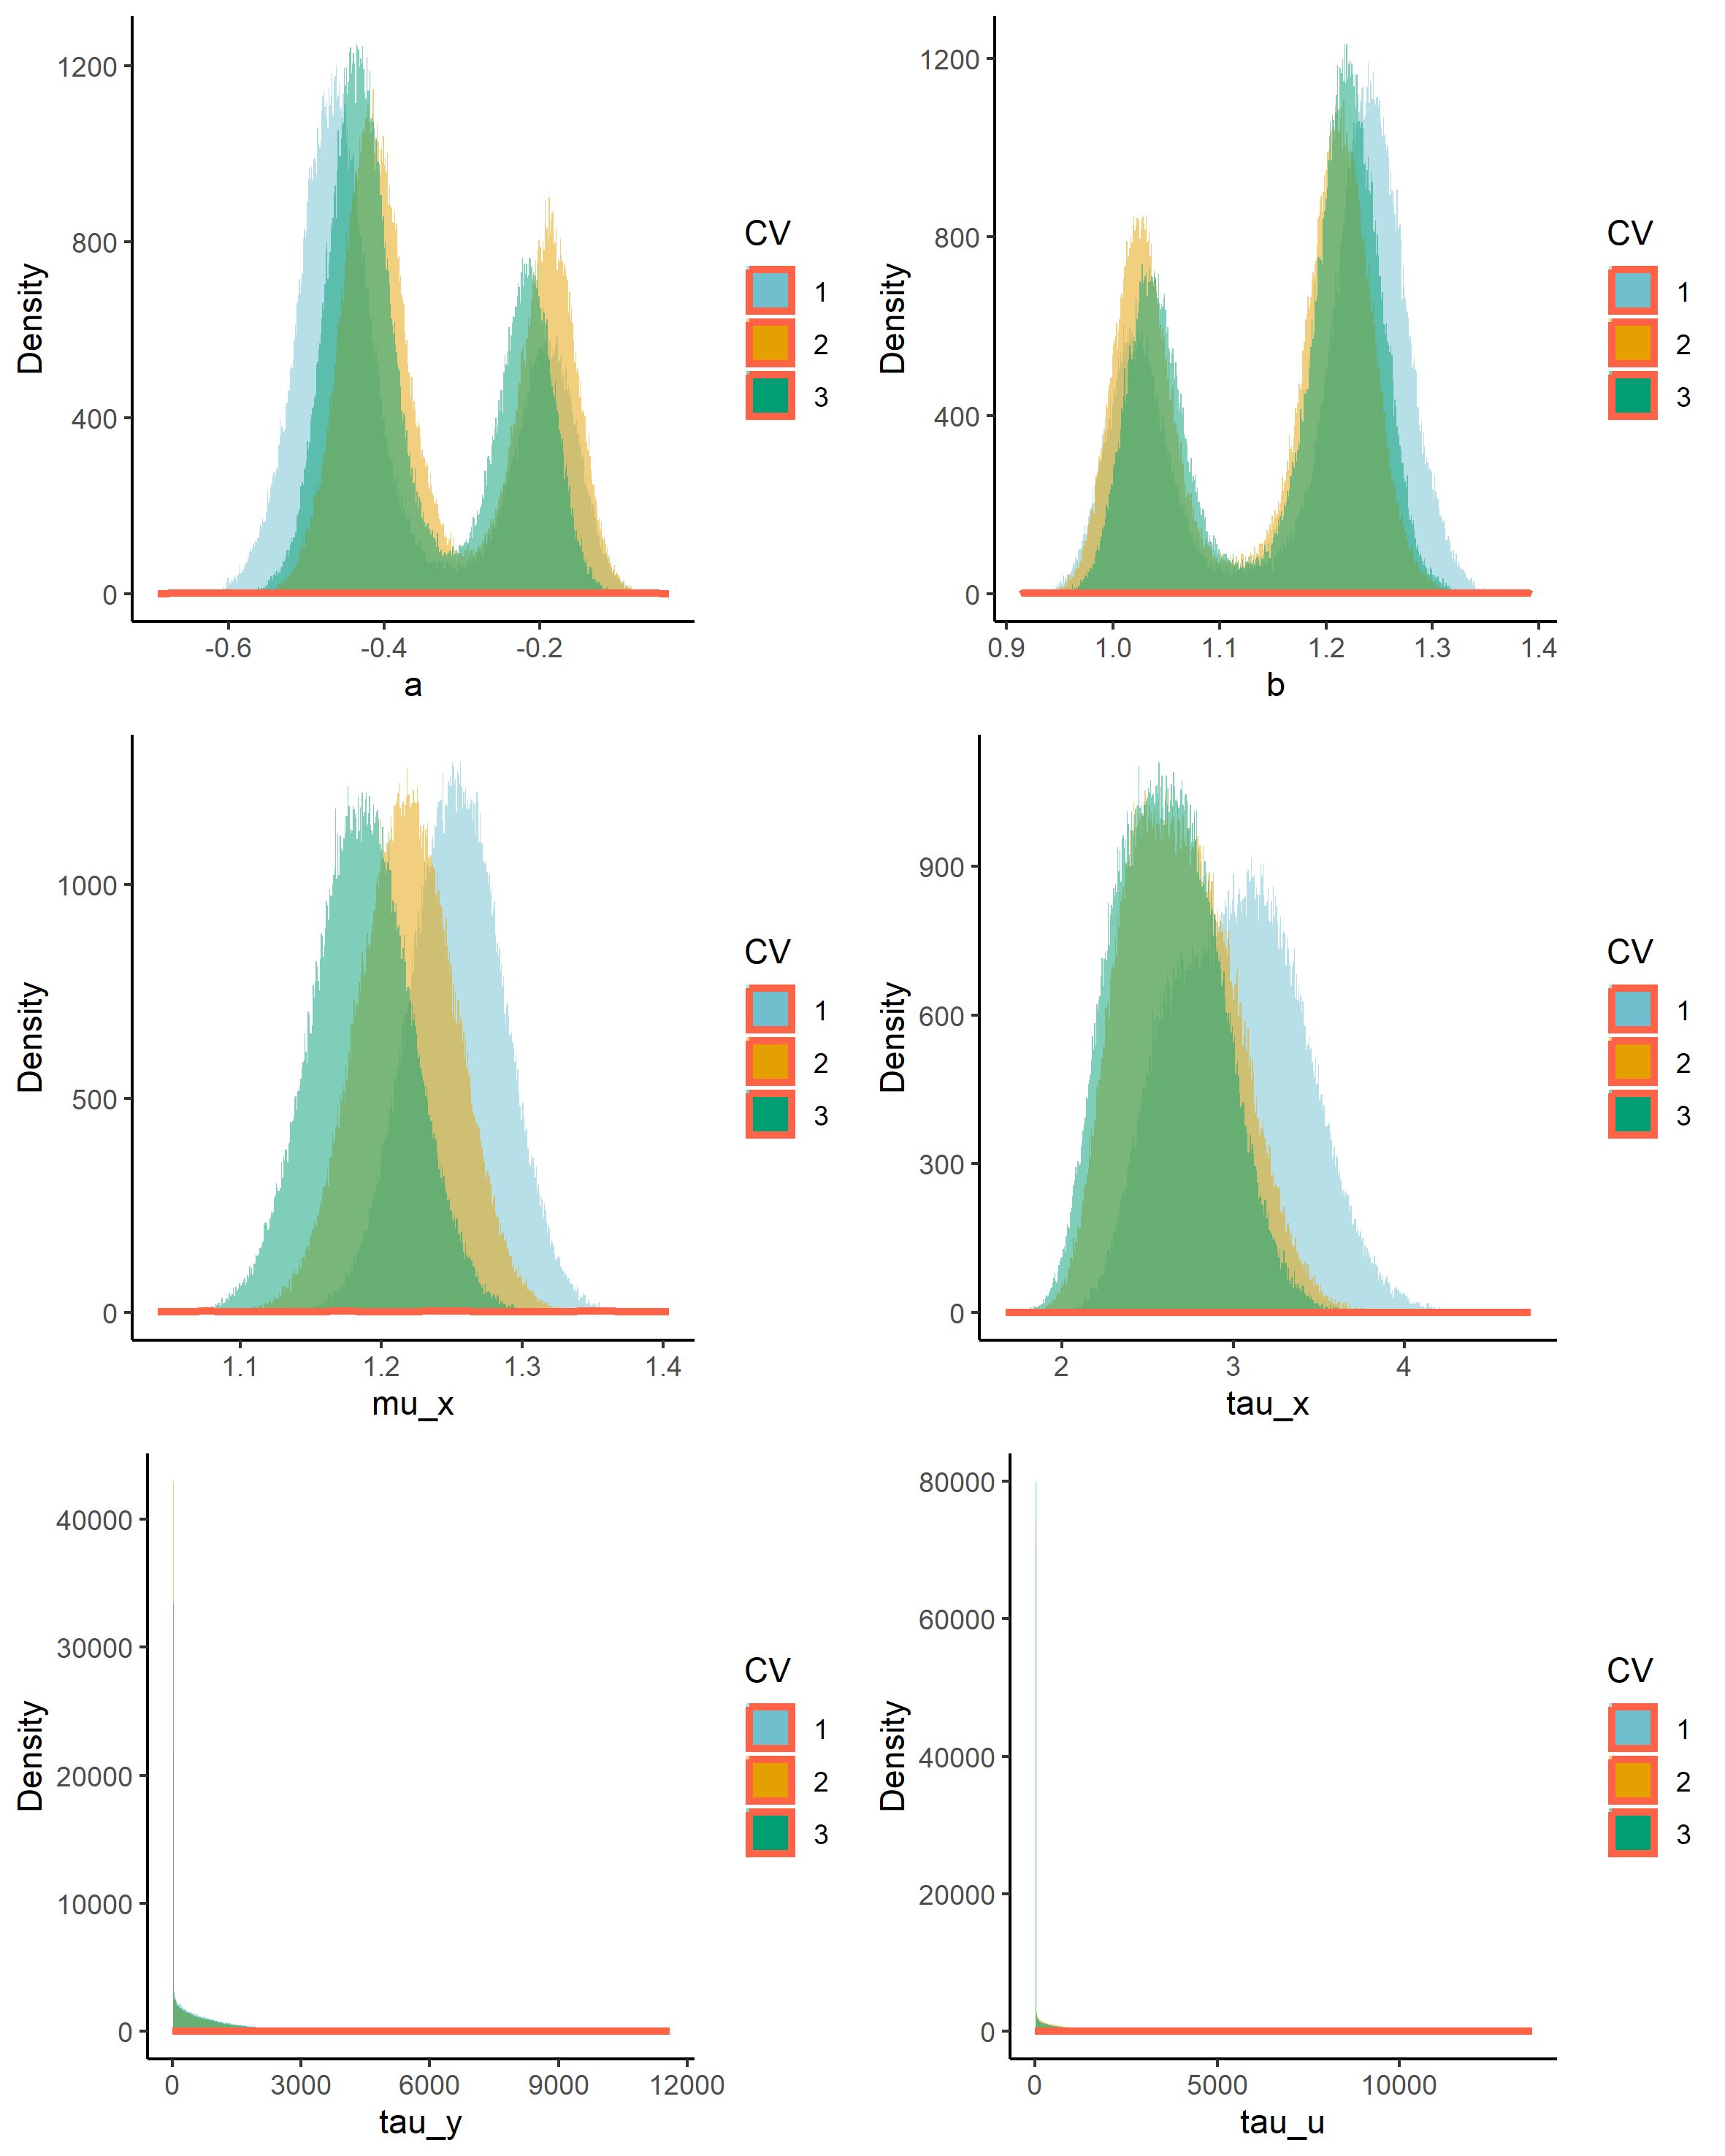 Density
1200
800
400
0
-0.6 -0.4 -0.2
a
CV
1
2
3
Density
1200
800
400
0
0.9 1.0 1.1 1.2 1.3 1.4
b
CV
1
2
3
Density
1000
500
0
1.1 1.2 1.3 1.4
mu_x
CV
1
2
3
Density
900
600
300
0
2 3 4
tau_x
CV
1
2
3
Density
40000
30000
20000
10000
0
0 3000 6000 9000 12000
tau_y
CV
1
2
3
Density
80000
60000
40000
20000
0
0 5000 10000
tau_u
CV
1
2
3